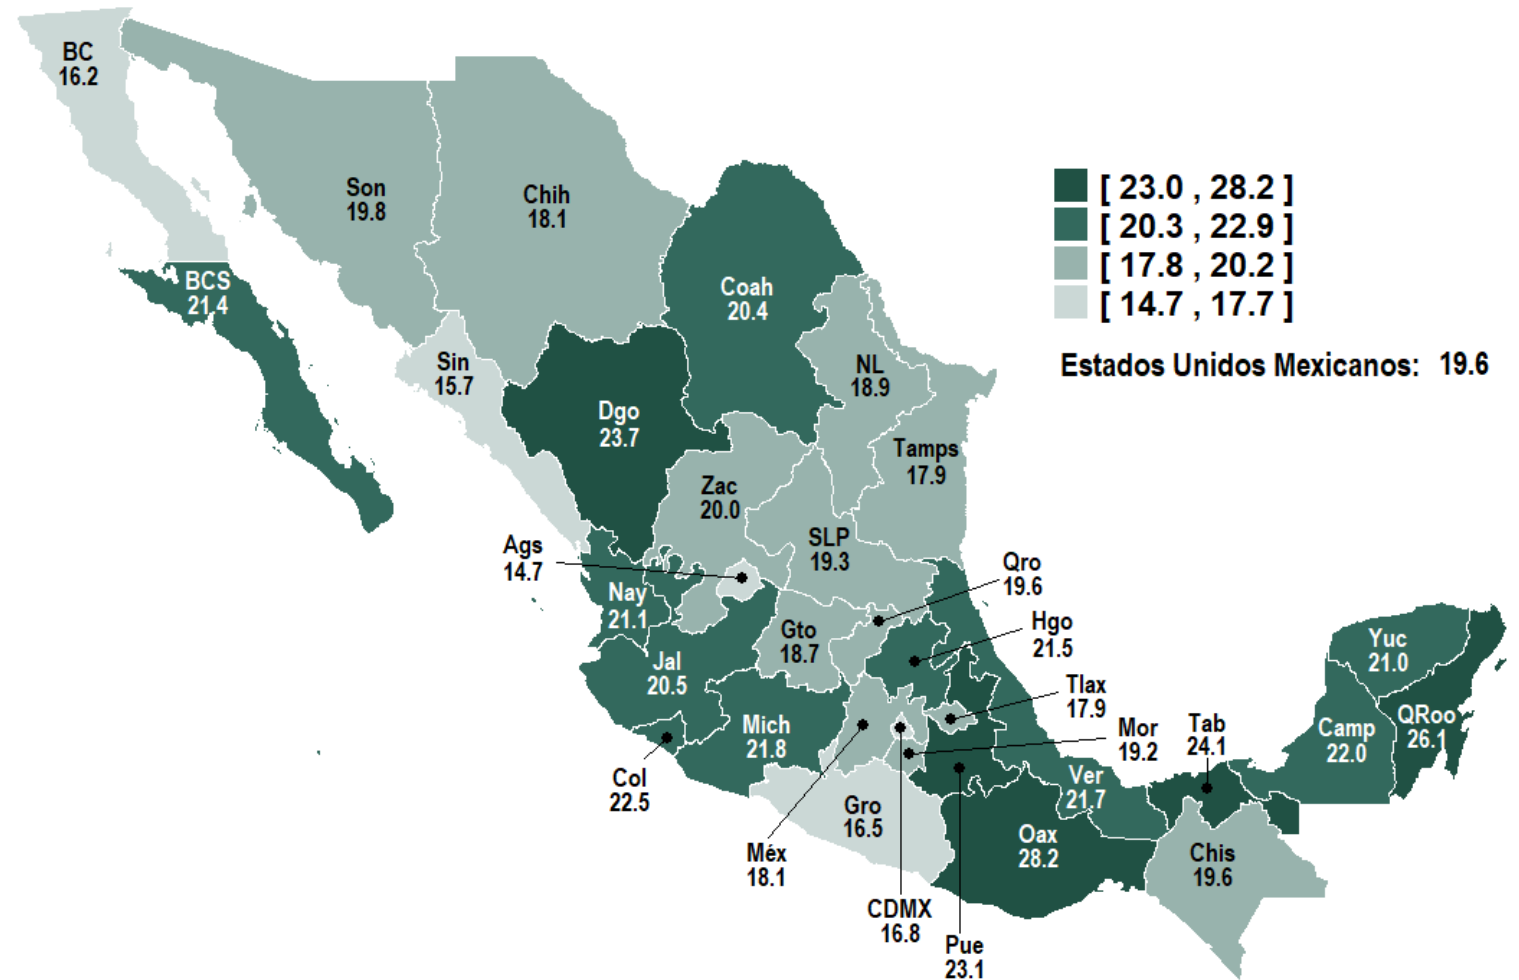 BC
16.2
Son
19.8
Chih
18.1
[ 23.0 , 28.2 ]
[ 20.3 , 22.9 ]
[ 17.8 , 20.2 ]
[ 14.7 , 17.7 ]
Estados Unidos Mexicanos: 19.6
BCS
21.4
Coah
20.4
Sin
15.7
NL
18.9
Dgo
23.7
Tamps
17.9
Zac
20.0
SLP
19.3
Ags
14.7
Qro
19.6
Nay
21.1
Gto
18.7
Hgo
21.5
Jal
20.5
Tlax
17.9
Yuc
21.0
Mich
21.8
Mor
19.2
Tab
24.1
Camp
22.0
QRoo
26.1
Col
22.5
Ver
21.7
Gro
16.5
Oax
28.2
Méx
18.1
Chis
19.6
CDMX
16.8
Pue
23.1